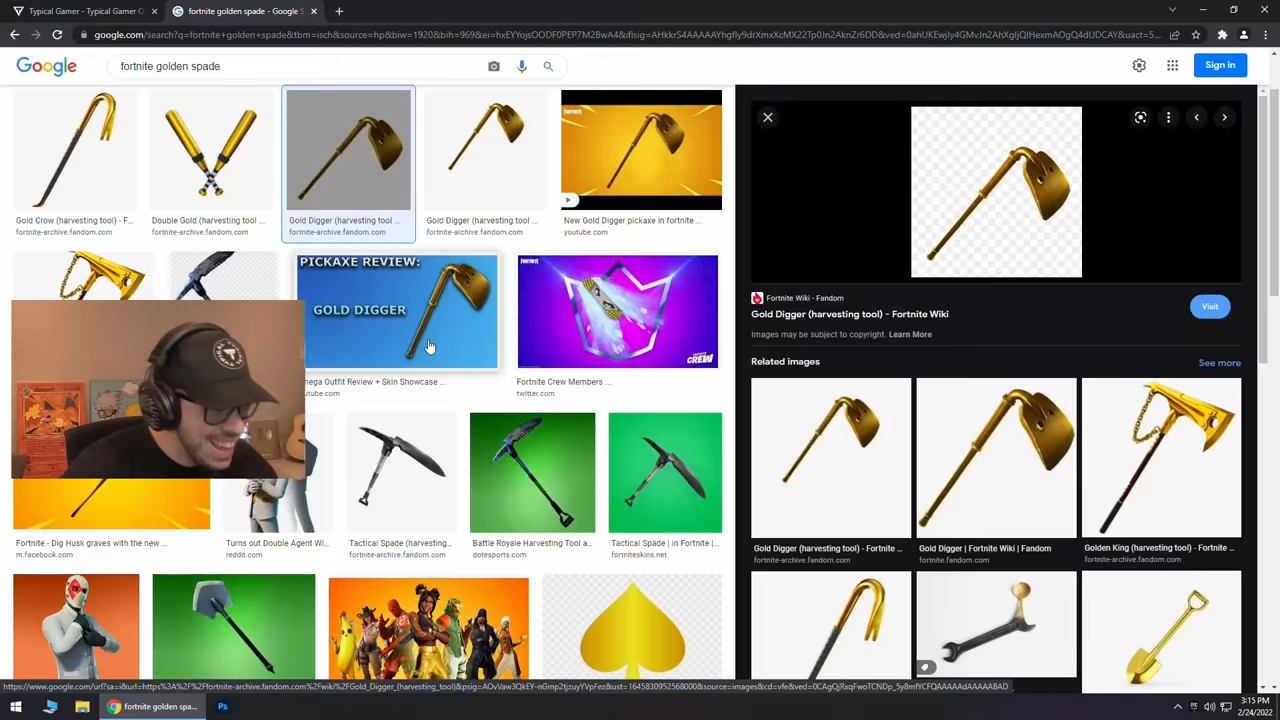 Typical Gamer - Typical Gamer O
fortnite golden spade - Google S
google.com/search?q=fortnite+golden+spade&tbm=isch&source=hp&biw=1920&bih=969&ei=
Google
fortnite golden spade
Sign in
Gold Crow (harvesting tool) - F...
fortnite-archive.fandom.com
Double Gold (harvesting tool ...
fortnite-archive.fandom.com
Gold Digger (harvesting tool ...
fortnite-archive.fandom.com
Gold Digger (harvesting tool ...
fortnite-archive.fandom.com
FORTNITE
New Gold Digger pickaxe in fortnite ...
youtube.com
PICKAXE REVIEW:
GOLD DIGGER
mega Outfit Review + Skin Showcase ...
utube.com
FORTNITE
FORTNITE
CREW
Fortnite Crew Members ...
twitter.com
Fortnite - Dig Husk graves with the new ...
m.facebook.com
Turns out Double Agent Wi...
reddit.com
Tactical Spade (harvesting...
fortnite-archive.fandom.com
Battle Royale Harvesting Tool a...
dotesports.com
Tactical Spade | in Fortnite |...
fortniteskins.net
Fortnite Wiki - Fandom
Gold Digger (harvesting tool) - Fortnite Wiki
Visit
Images may be subject to copyright. Learn More
Related images
See more
Gold Digger (harvesting tool) - Fortnite ...
fortnite-archive.fandom.com
Gold Digger | Fortnite Wiki | Fandom
fortnite.fandom.com
Golden King (harvesting tool) - Fortnite ...
fortnite-archive.fandom.com
fortnite golden spa...
Ps
3:15 PM
2/24/2022